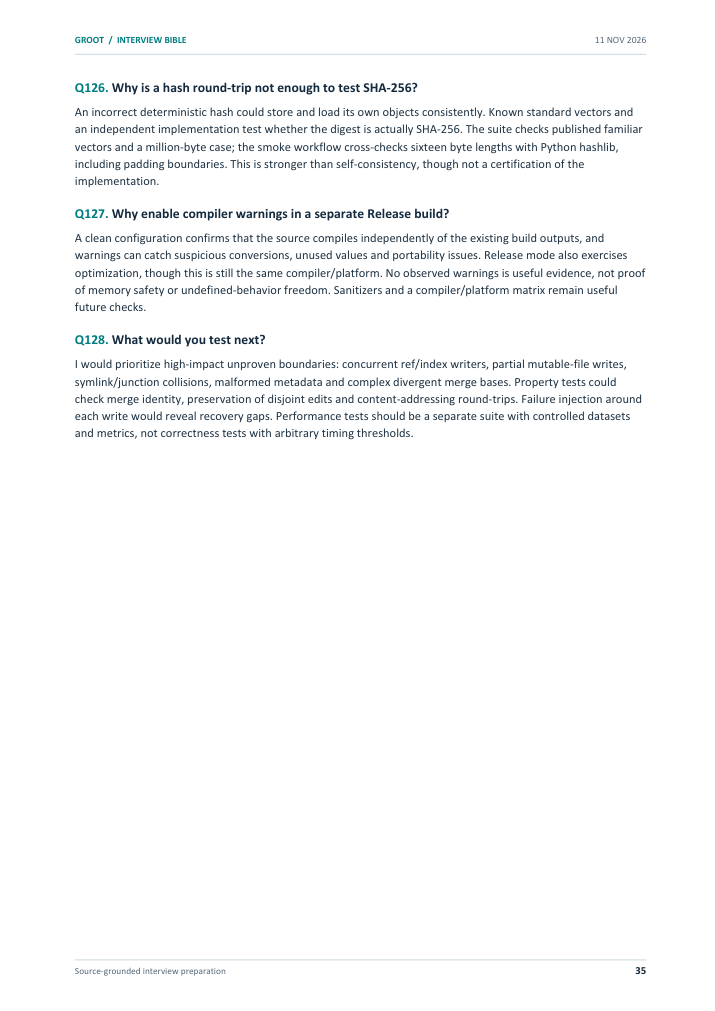 GROOT / INTERVIEW BIBLE
11 NOV 2026
Q126. Why is a hash round-trip not enough to test SHA-256?
An incorrect deterministic hash could store and load its own objects consistently. Known standard vectors and
an independent implementation test whether the digest is actually SHA-256. The suite checks published familiar
vectors and a million-byte case; the smoke workflow cross-checks sixteen byte lengths with Python hashlib,
including padding boundaries. This is stronger than self-consistency, though not a certification of the
implementation.
Q127. Why enable compiler warnings in a separate Release build?
A clean configuration confirms that the source compiles independently of the existing build outputs, and
warnings can catch suspicious conversions, unused values and portability issues. Release mode also exercises
optimization, though this is still the same compiler/platform. No observed warnings is useful evidence, not proof
of memory safety or undefined-behavior freedom. Sanitizers and a compiler/platform matrix remain useful
future checks.
Q128. What would you test next?
I would prioritize high-impact unproven boundaries: concurrent ref/index writers, partial mutable-file writes,
symlink/junction collisions, malformed metadata and complex divergent merge bases. Property tests could
check merge identity, preservation of disjoint edits and content-addressing round-trips. Failure injection around
each write would reveal recovery gaps. Performance tests should be a separate suite with controlled datasets
and metrics, not correctness tests with arbitrary timing thresholds.
Source-grounded interview preparation
35